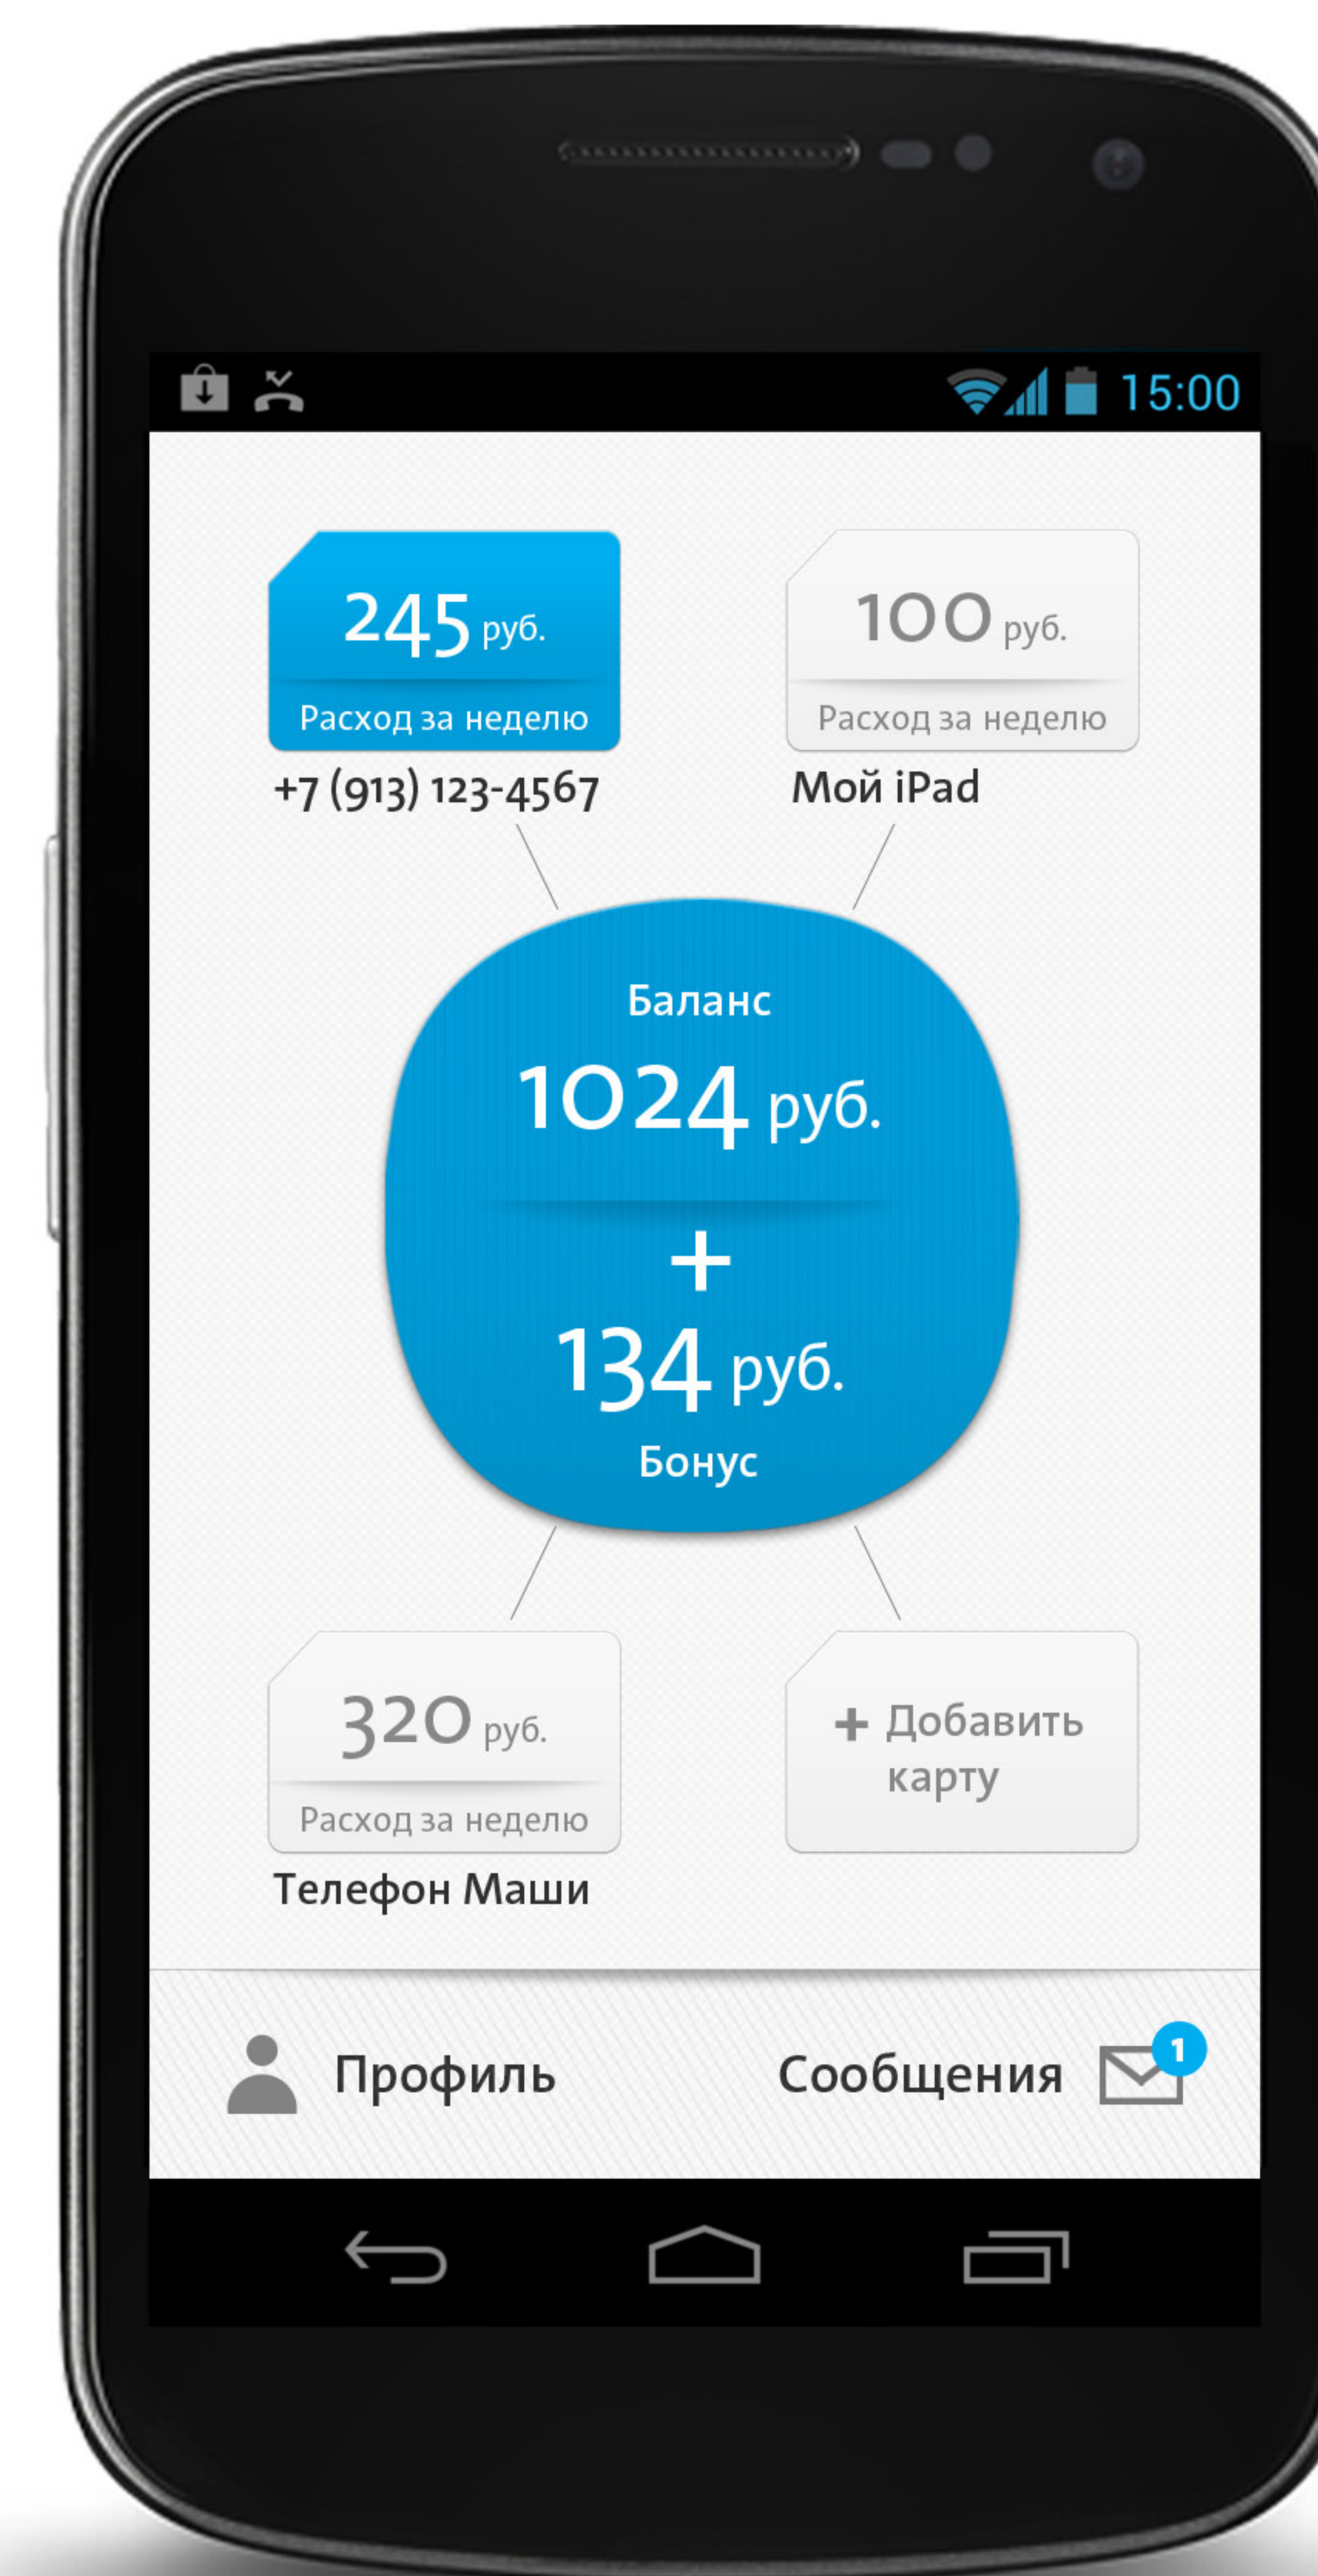 15:00
245 руб.
Расход за неделю
+7 (913) 123-4567
100 руб.
Расход за неделю
Мой iPad
Баланс
1024 руб.
+
134 руб.
Бонус
320 руб.
Расход за неделю
Телефон Маши
+ Добавить
карту
Профиль
Сообщения
1